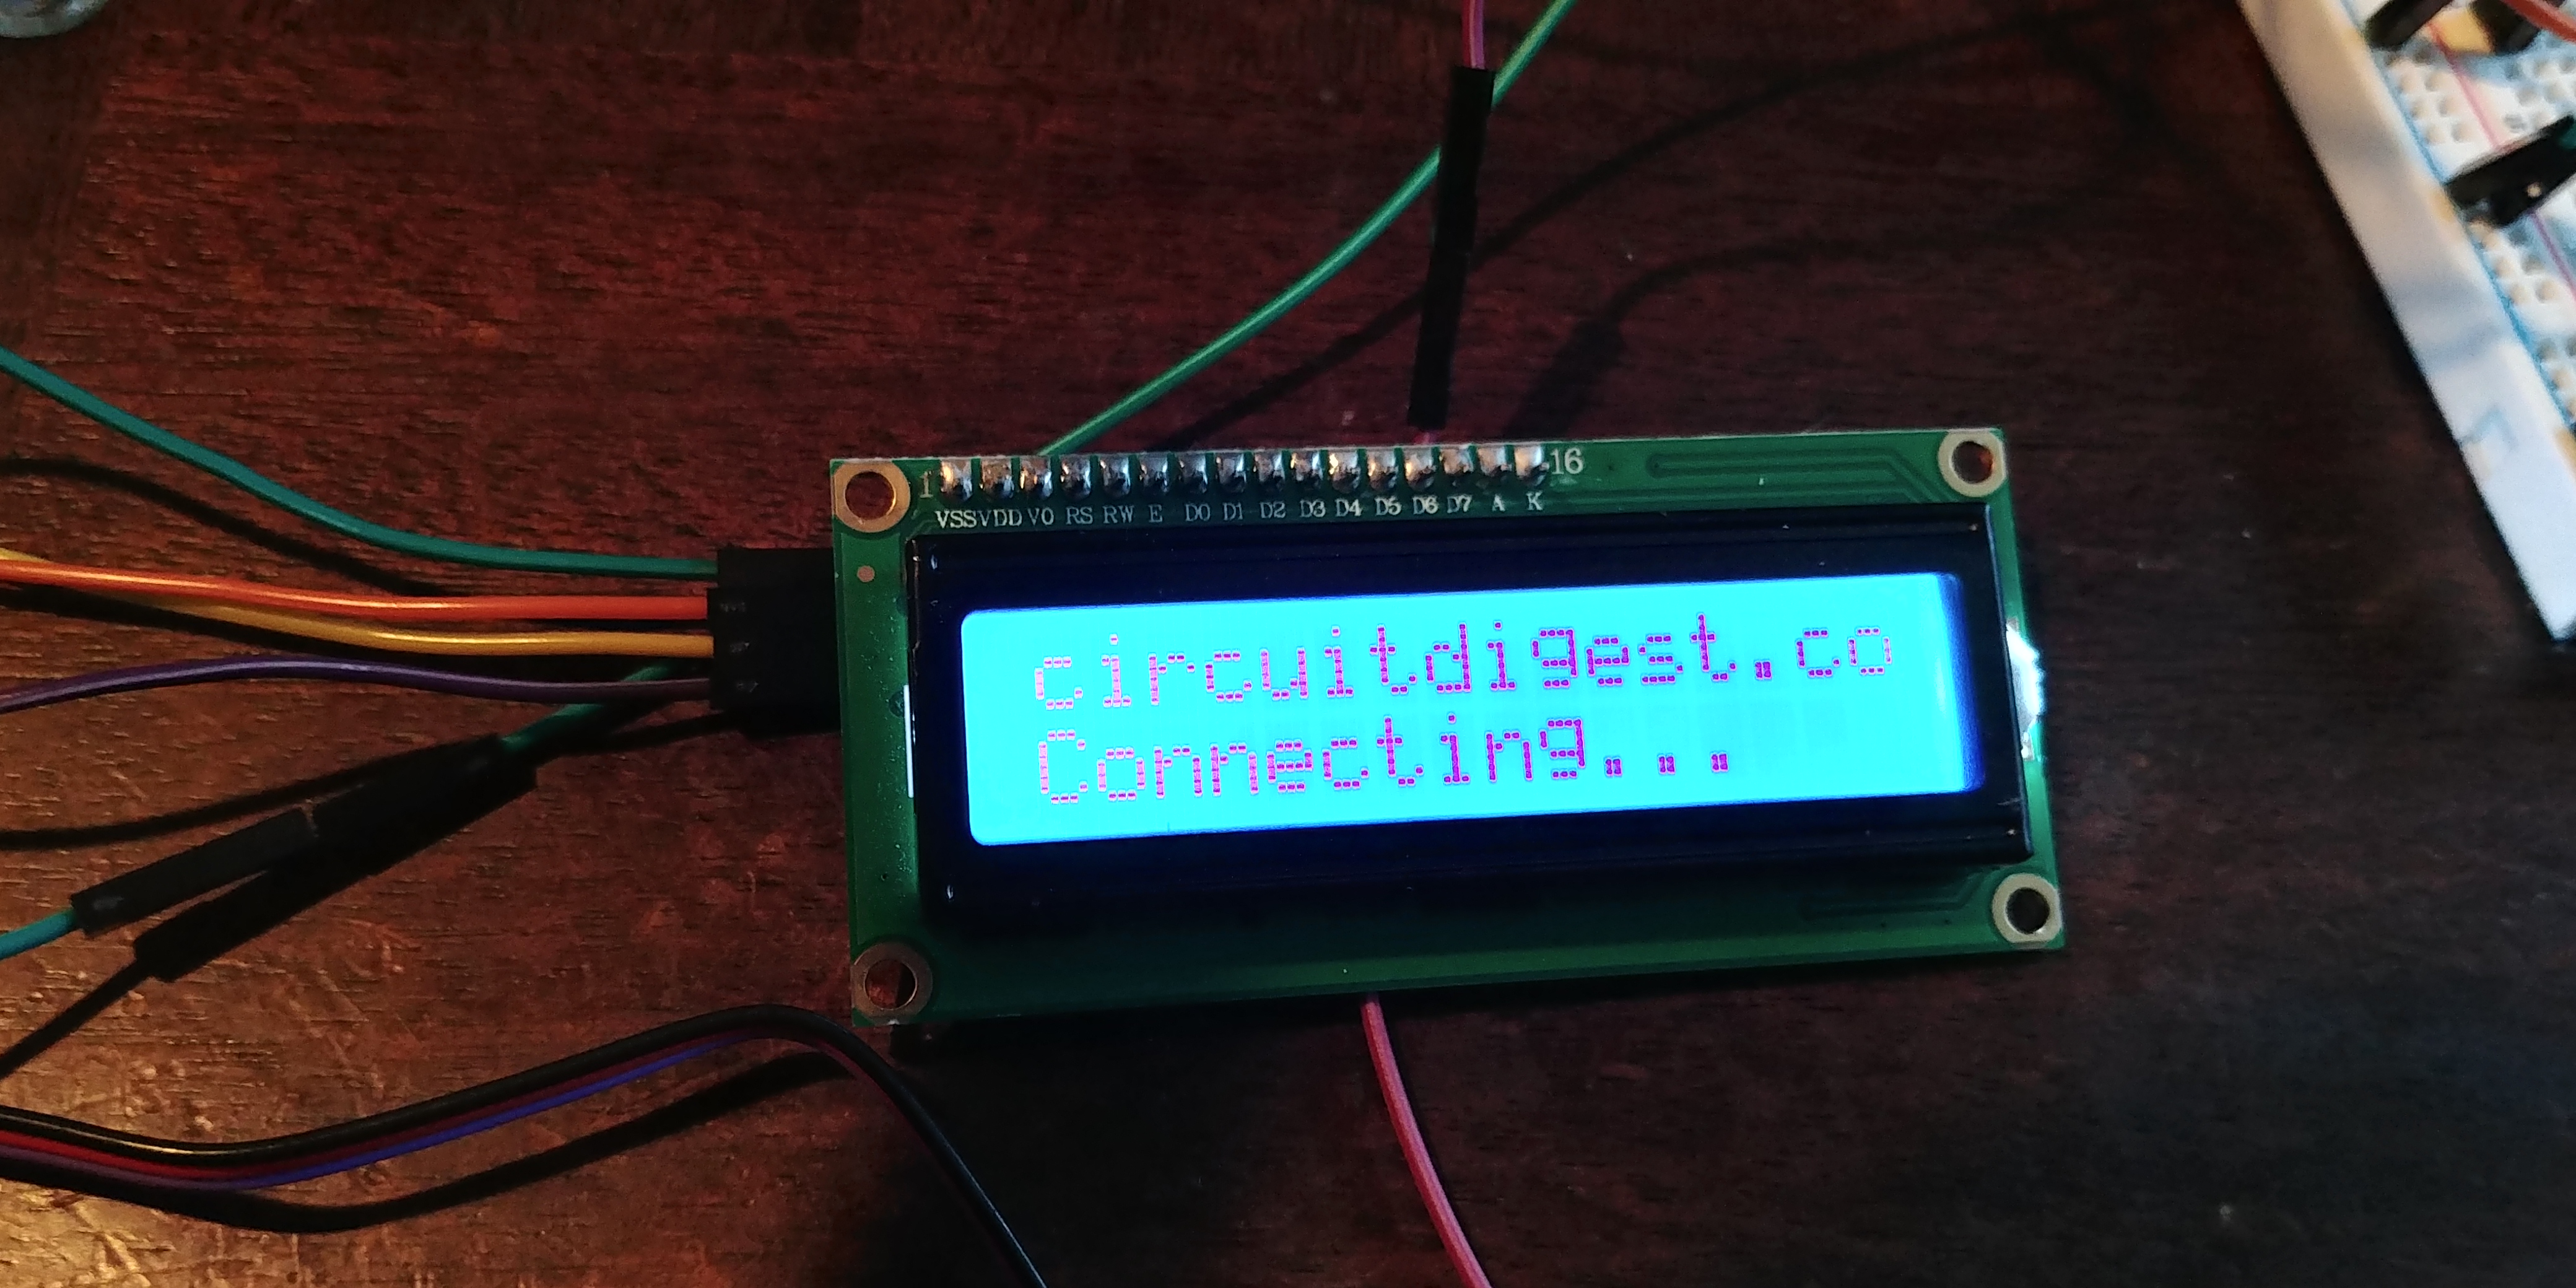 1 16
VSS VDD V0 RS RW E D0 D1 D2 D3 D4 D5 D6 D7 A K
circuitdigest.co
Connecting...